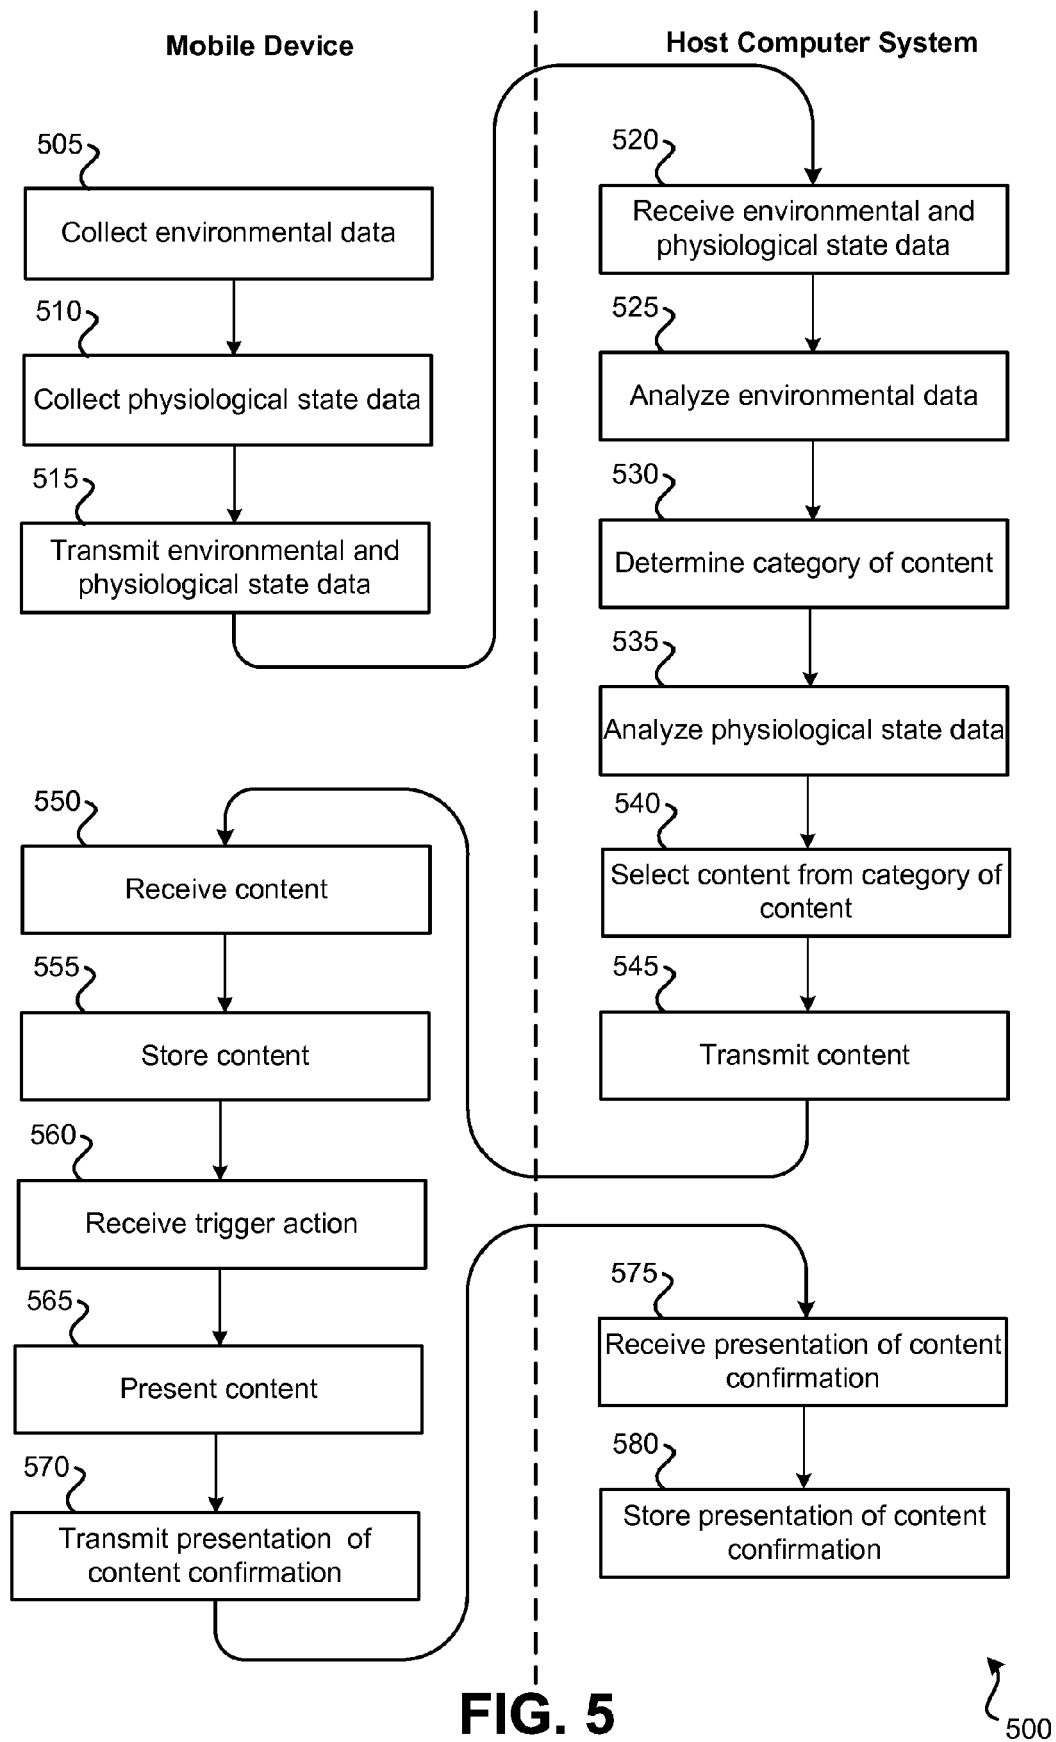 Mobile Device
Host Computer System
505
Collect environmental data
510
Collect physiological state data
515
Transmit environmental and
physiological state data
520
Receive environmental and
physiological state data
525
Analyze environmental data
530
Determine category of content
535
Analyze physiological state data
540
Select content from category of
content
545
Transmit content
550
Receive content
555
Store content
560
Receive trigger action
565
Present content
570
Transmit presentation of
content confirmation
575
Receive presentation of content
confirmation
580
Store presentation of content
confirmation
FIG. 5
500